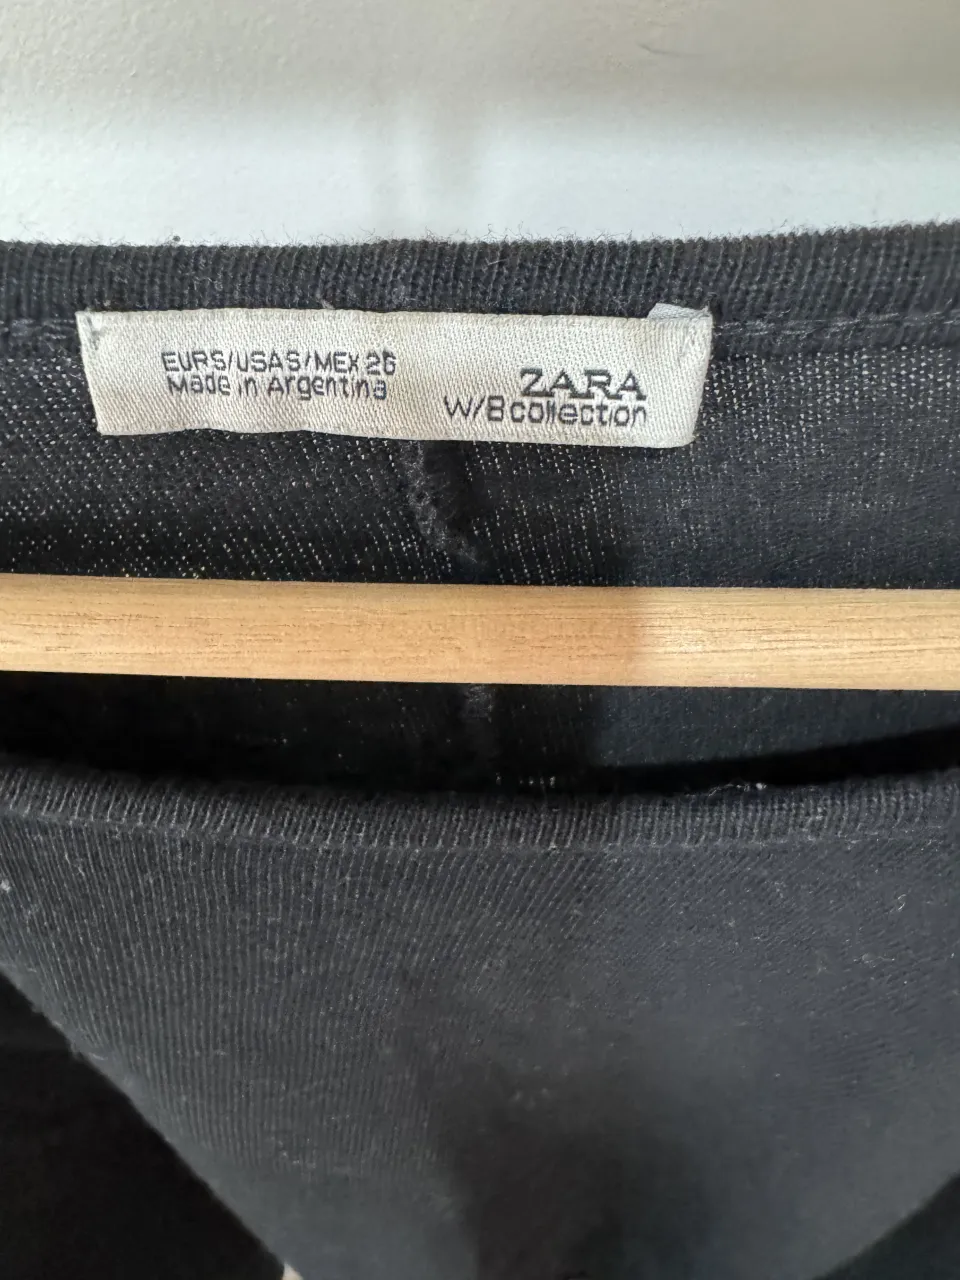 EUR S/USA S/MEX 26
Made in Argentina
ZARA
W/B collection